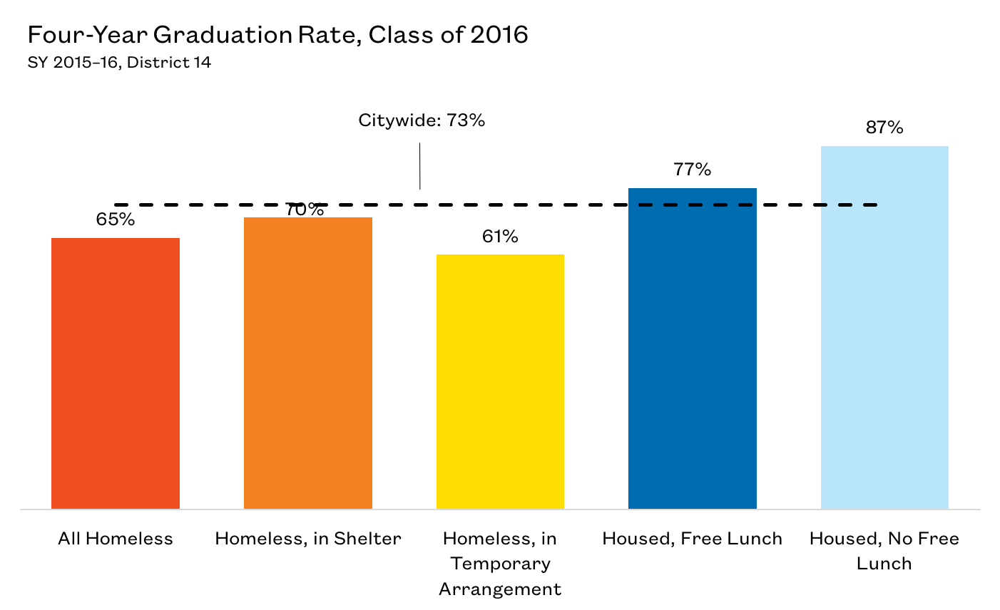 Four-Year Graduation Rate, Class of 2016
SY 2015–16, District 14
Citywide: 73%
87%
77%
70%
65%
61%
All Homeless
Homeless, in Shelter
Homeless, in
Temporary
Arrangement
Housed, Free Lunch
Housed, No Free
Lunch